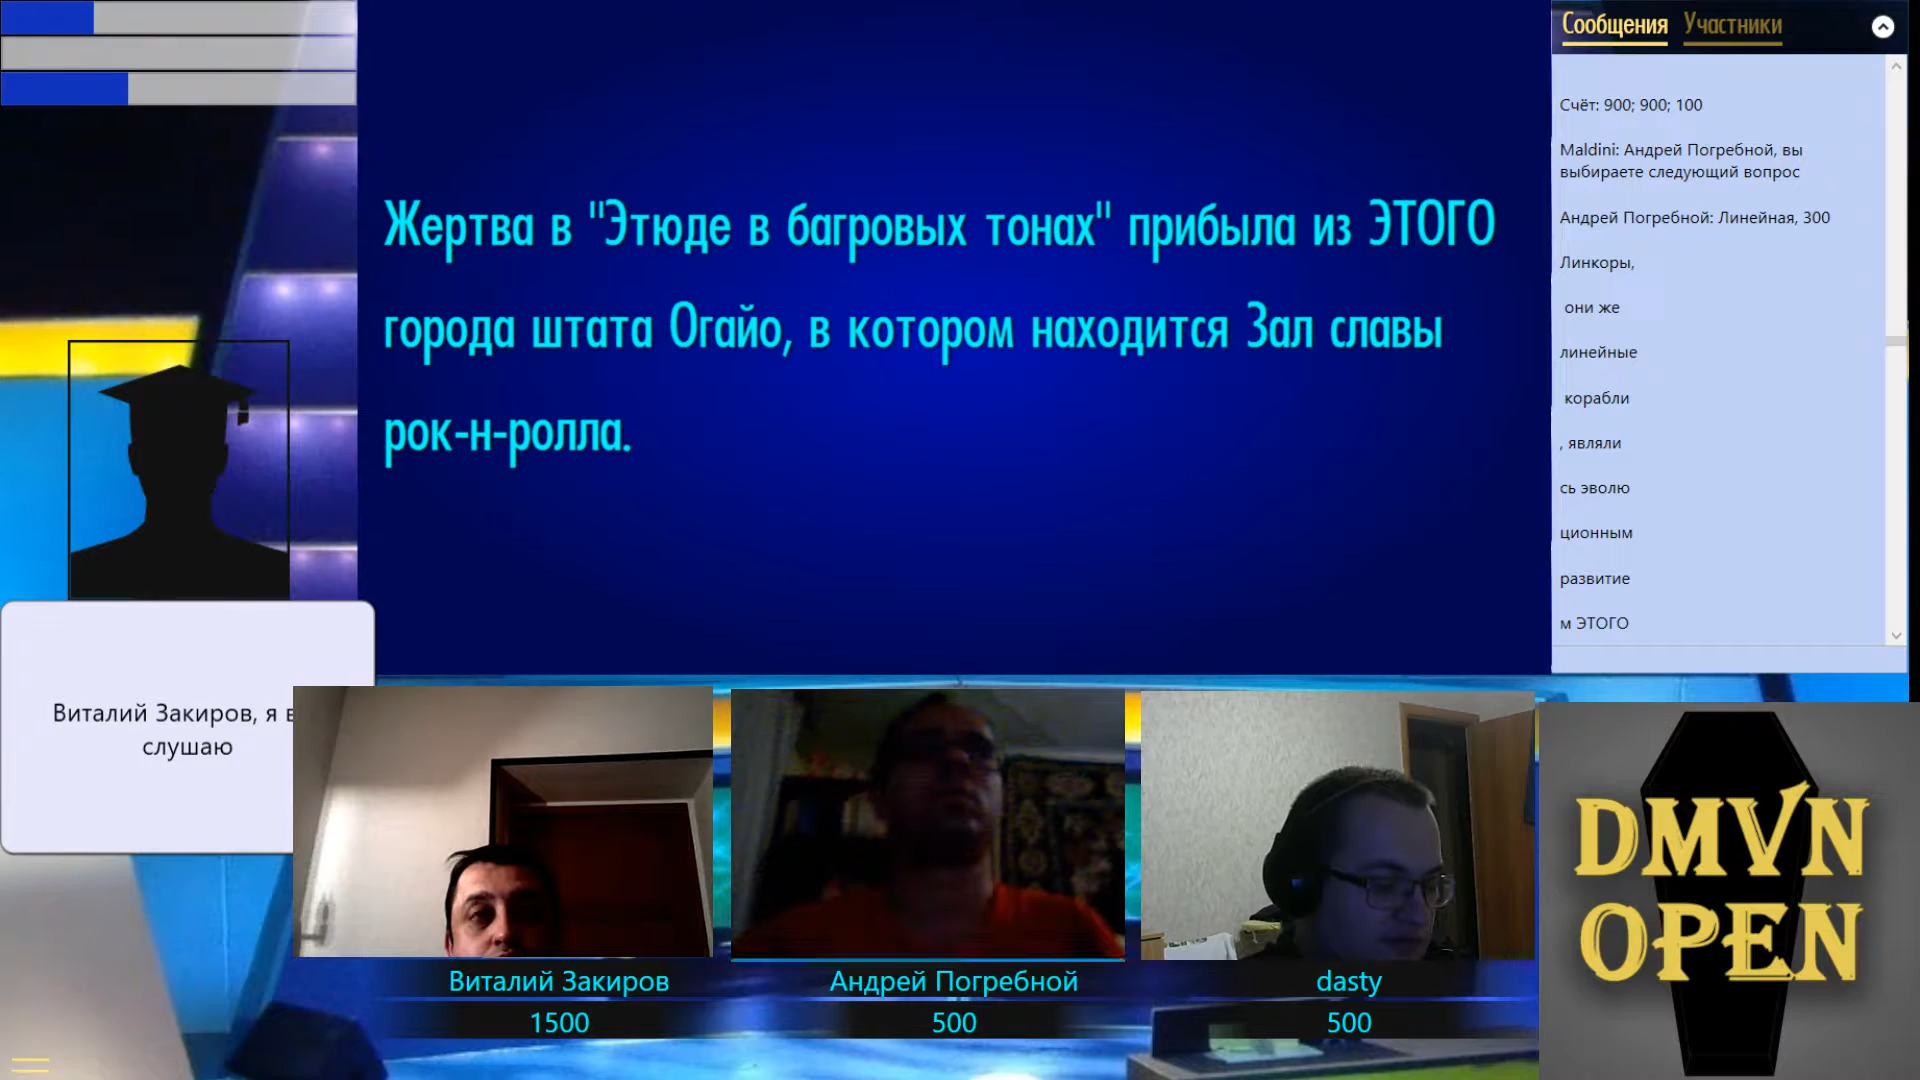 Жертва в "Этюде в багровых тонах" прибыла из ЭТОГО
города штата Огайо, в котором находится Зал славы
рок-н-ролла.
Сообщения Участники
Счёт: 900; 900; 100
Maldini: Андрей Погребной, вы
выбираете следующий вопрос
Андрей Погребной: Линейная, 300
Линкоры,
они же
линейные
корабли
, являли
сь эволю
ционным
развитие
м ЭТОГО
Виталий Закиров, я в
слушаю
Виталий Закиров
1500
Андрей Погребной
500
dasty
500
DMVN
OPEN